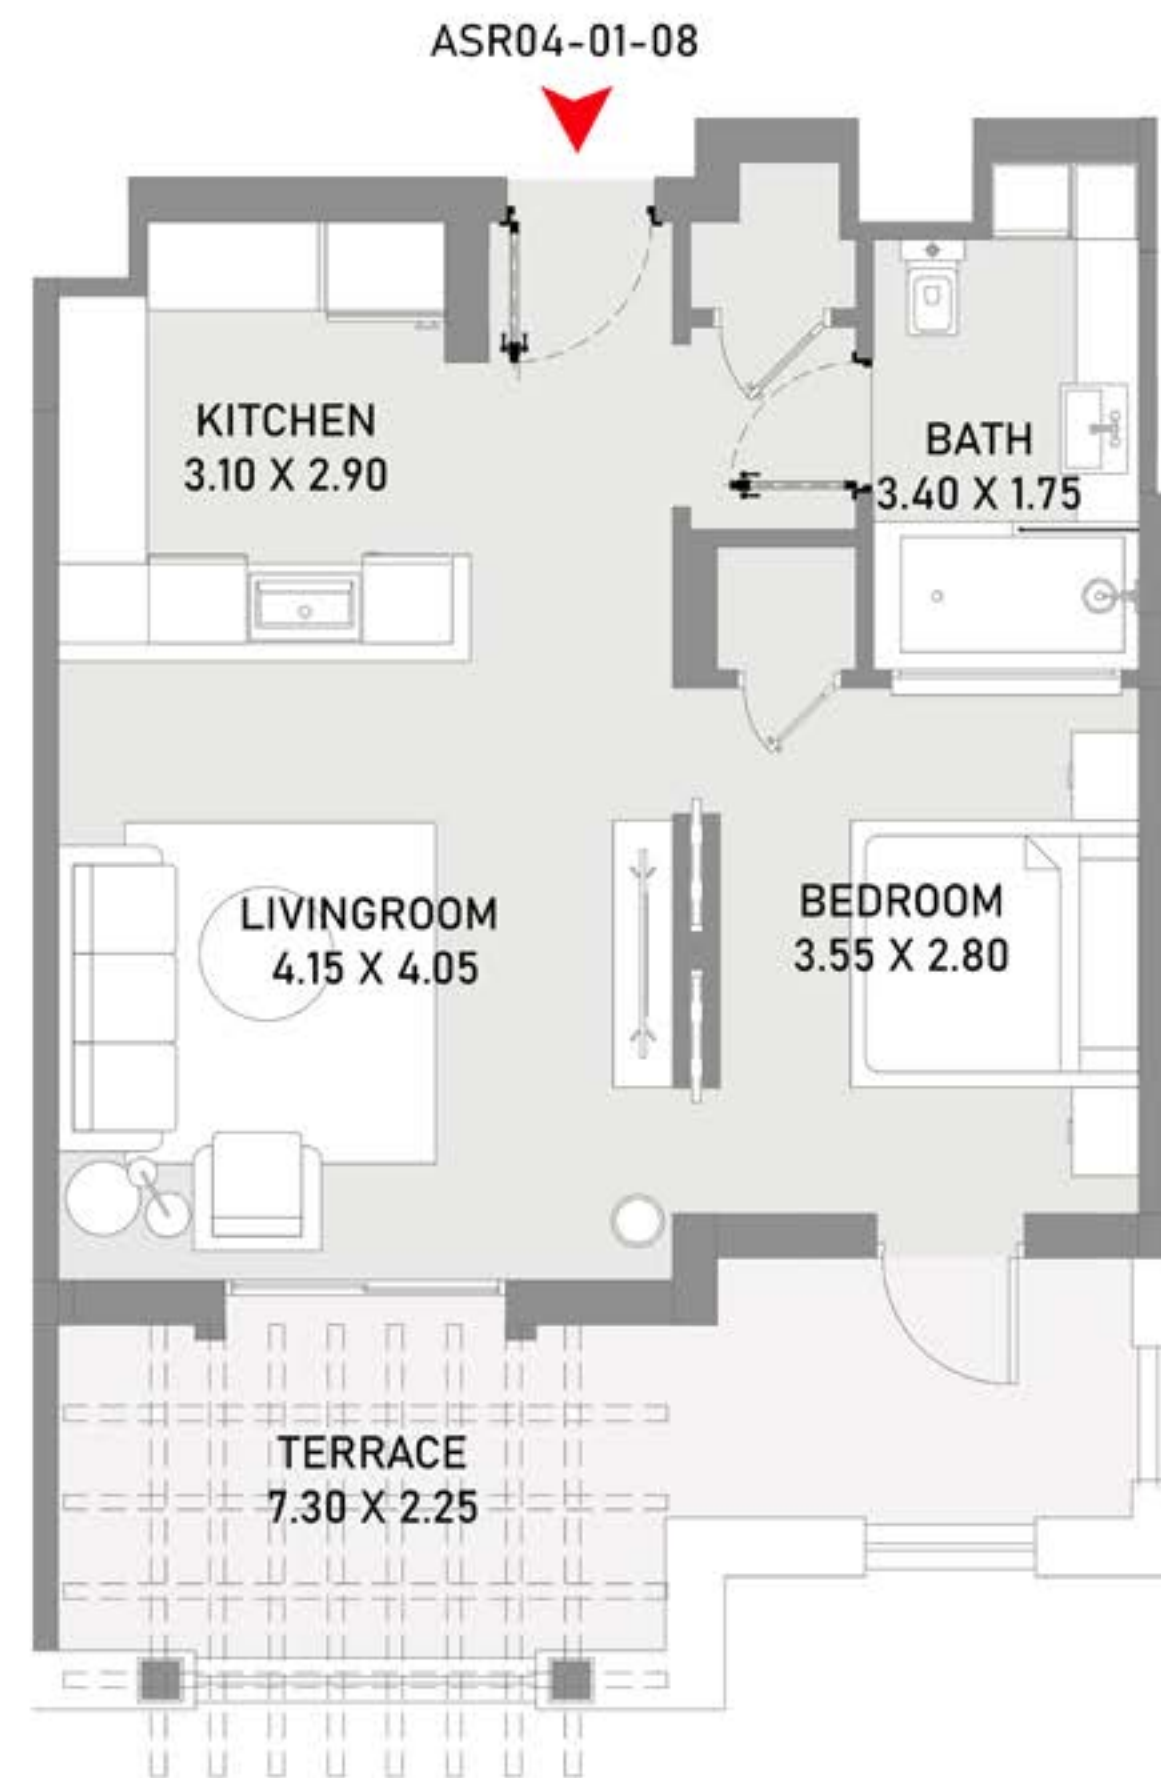 ASR04-01-08
KITCHEN
3.10 X 2.90
BATH
3.40 X 1.75
LIVINGROOM
4.15 X 4.05
BEDROOM
3.55 X 2.80
TERRACE
7.30 X 2.25